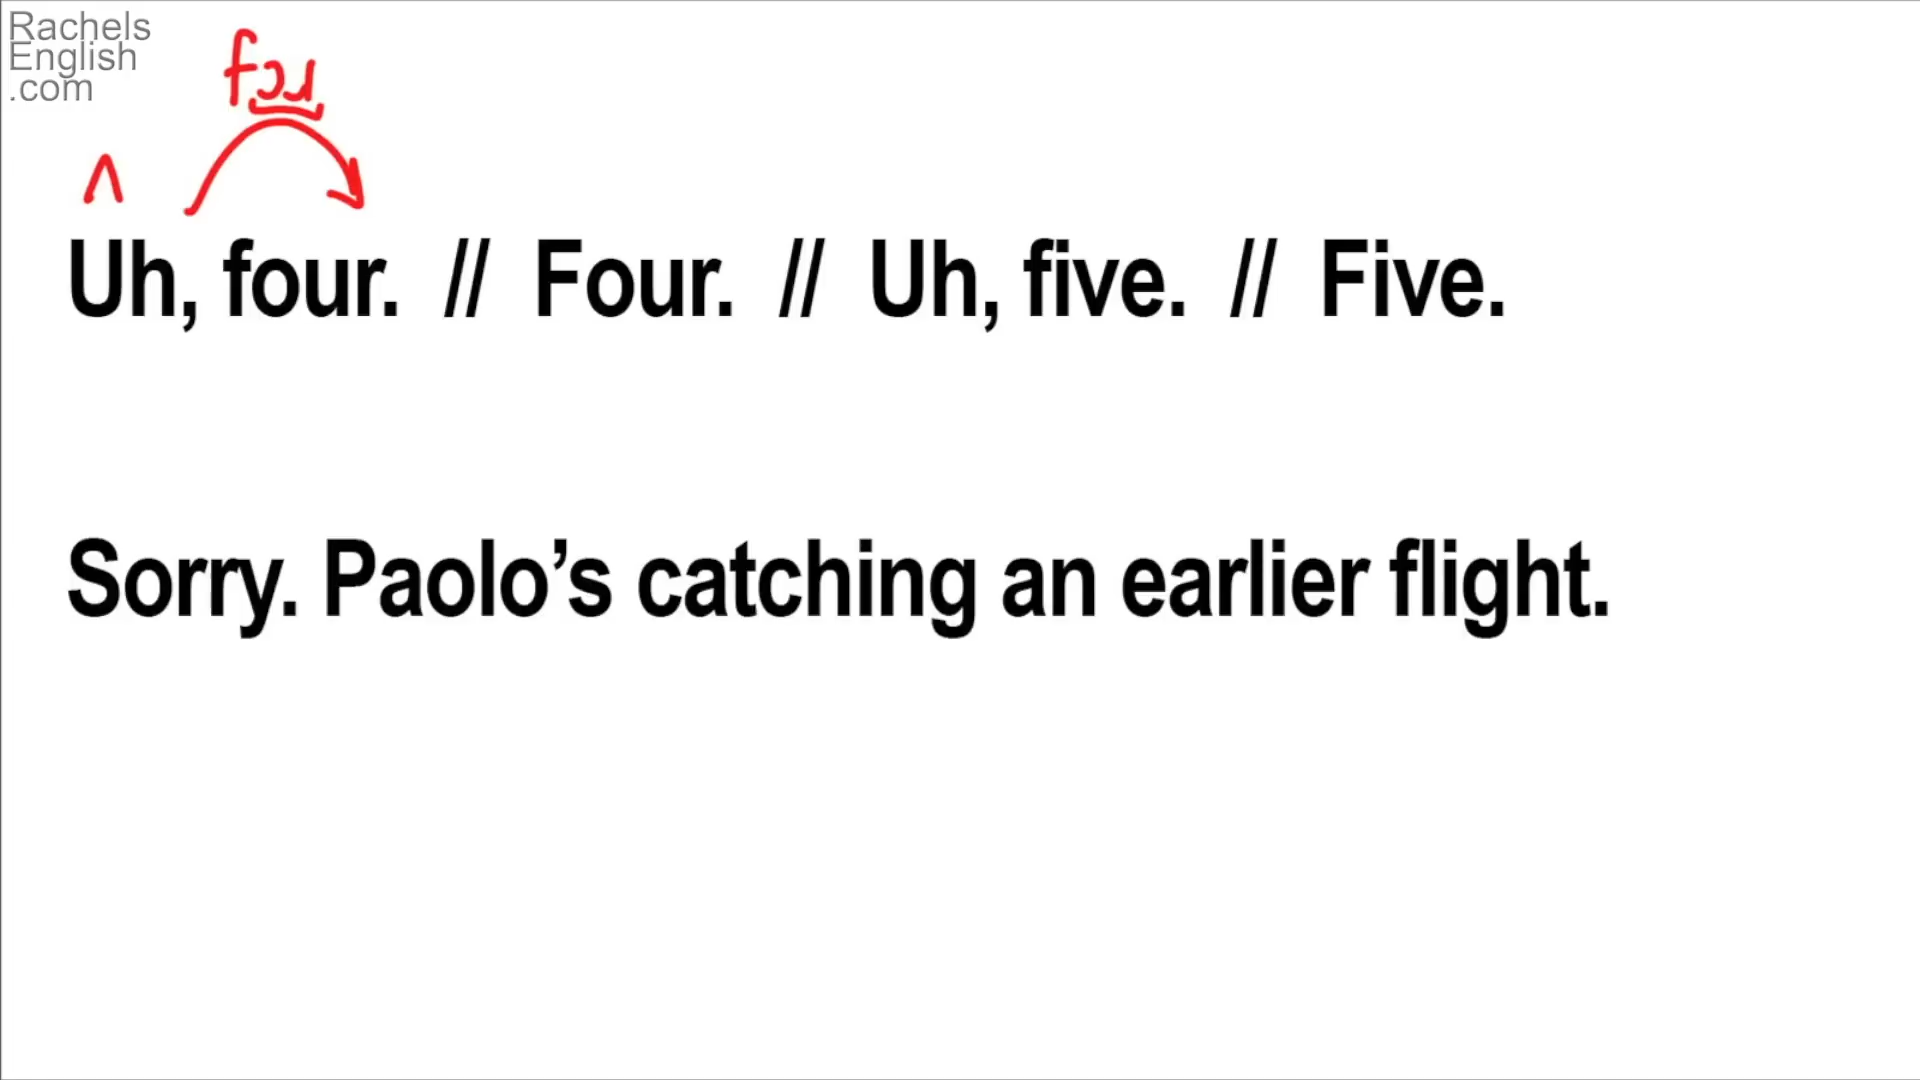 Rachels
English
.com
fɔɹ
ʌ
Uh, four. // Four. // Uh, five. // Five.
Sorry. Paolo’s catching an earlier flight.